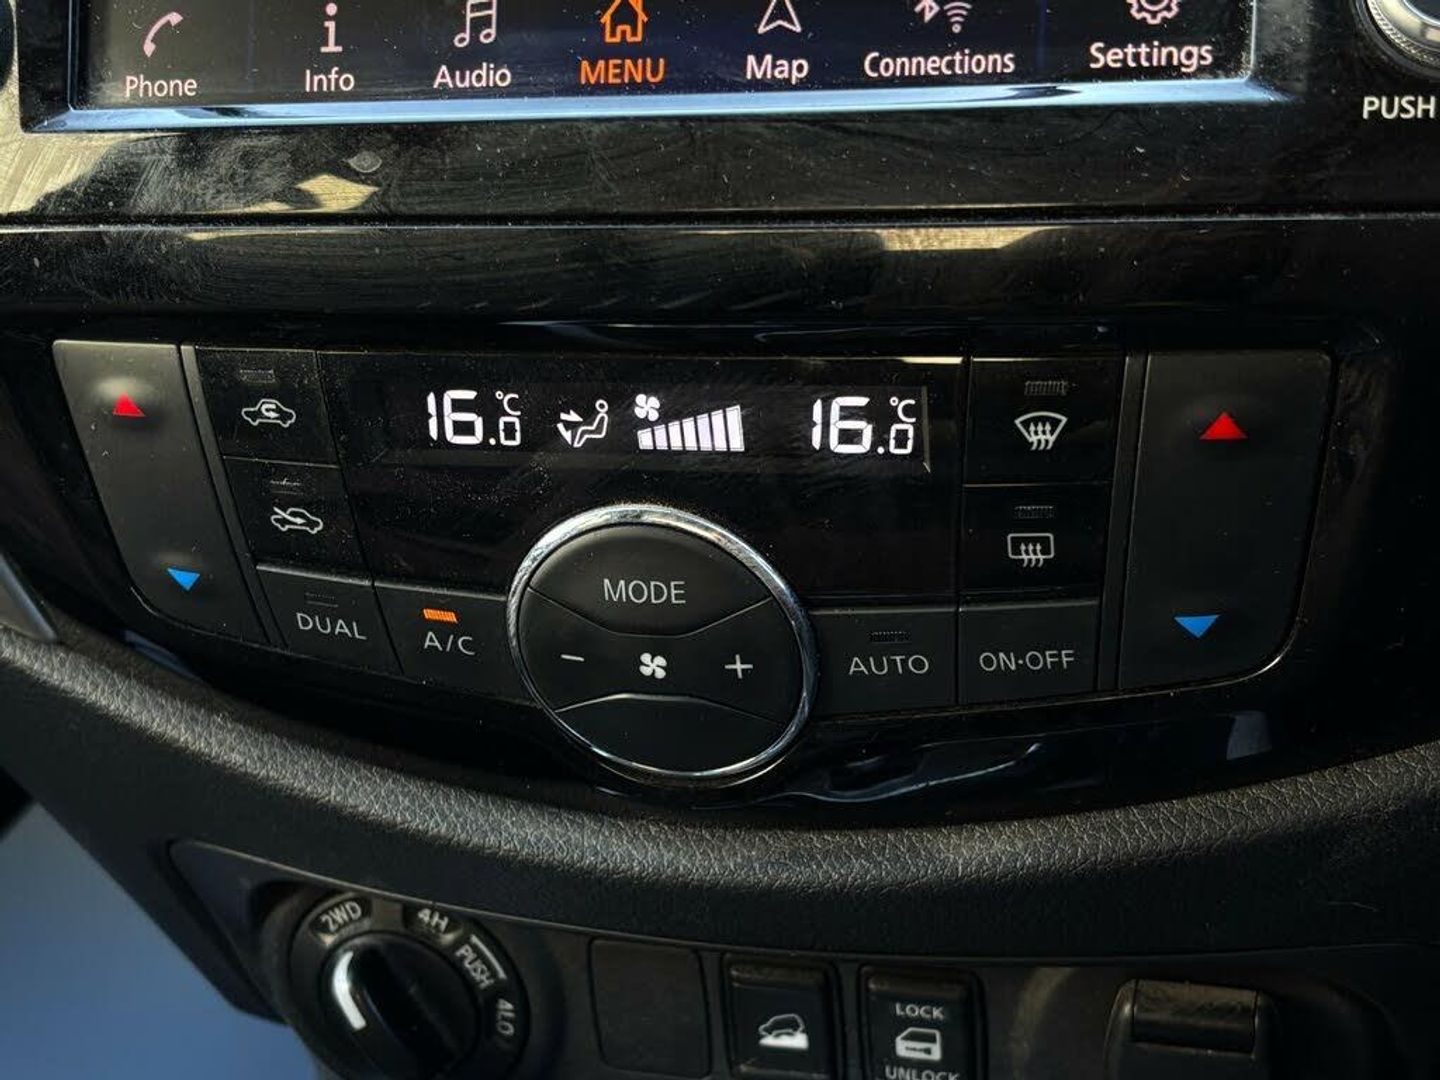 Phone
Info
Audio
MENU
Map
Connections
Settings
PUSH
16.0°C
16.0°C
MODE
DUAL
A/C
- +
AUTO
ON•OFF
2WD
4H
PUSH
4LO
LOCK
UNLOCK